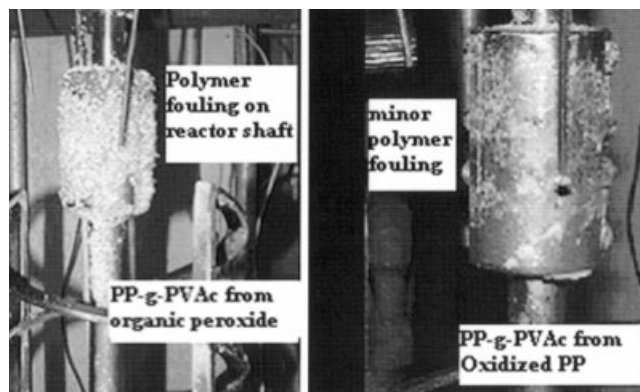 Polymer
fouling on
reactor shaft
PP-g-PVAc from
organic peroxide
minor
polymer
fouling
PP-g-PVAc from
Oxidized PP